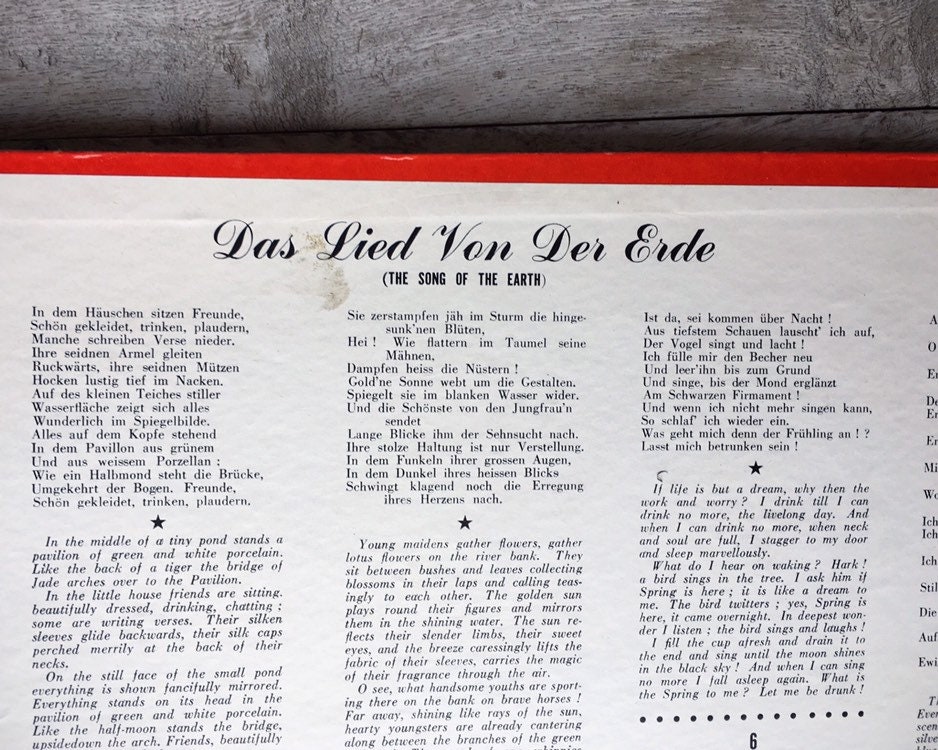 Das Lied Von Der Erde
(THE SONG OF THE EARTH)
In dem Häuschen sitzen Freunde,
Schön gekleidet, trinken, plaudern,
Manche schreiben Verse nieder.
Ihre seidnen Armel gleiten
Ruckwärts, ihre seidnen Mützen
Hocken lustig tief im Nacken.
Auf des kleinen Teiches stiller
Wasserfläche zeigt sich alles
Wunderlich im Spiegelbilde.
Alles auf dem Kopfe stehend
In dem Pavillon aus grünem
Und aus weissem Porzellan :
Wie ein Halbmond steht die Brücke,
Umgekehrt der Bogen. Freunde,
Schön gekleidet, trinken, plaudern.
★
In the middle of a tiny pond stands a
pavilion of green and white porcelain.
Like the back of a tiger the bridge of
Jade arches over to the Pavilion.
In the little house friends are sitting,
beautifully dressed, drinking, chatting ;
some are writing verses. Their silken
sleeves glide backwards, their silk caps
perched merrily at the back of their
necks.
On the still face of the small pond
everything is shown fancifully mirrored.
Everything stands on its head in the
pavilion of green and white porcelain.
Like the half-moon stands the bridge,
upsidedown the arch. Friends, beautifully
Sie zerstampfen jäh im Sturm die hinge-
sunk'nen Blüten,
Hei ! Wie flattern im Taumel seine
Mähnen,
Dampfen heiss die Nüstern !
Gold'ne Sonne webt um die Gestalten.
Spiegelt sie im blanken Wasser wider.
Und die Schönste von den Jungfrau'n
sendet
Lange Blicke ihm der Sehnsucht nach.
Ihre stolze Haltung ist nur Verstellung.
In dem Funkeln ihrer grossen Augen,
In dem Dunkel ihres heissen Blicks
Schwingt klagend noch die Erregung
ihres Herzens nach.
★
Young maidens gather flowers, gather
lotus flowers on the river bank. They
sit between bushes and leaves collecting
blossoms in their laps and calling teas-
ingly to each other. The golden sun
plays round their figures and mirrors
them in the shining water. The sun re-
flects their slender limbs, their sweet
eyes, and the breeze caressingly lifts the
fabric of their sleeves, carries the magic
of their fragrance through the air.
O see, what handsome youths are sport-
ing there on the bank on brave horses !
Far away, shining like rays of the sun,
hearty youngsters are already cantering
along between the branches of the green
Ist da, sei kommen über Nacht !
Aus tiefstem Schauen lauscht' ich auf,
Der Vogel singt und lacht !
Ich fülle mir den Becher neu
Und leer'ihn bis zum Grund
Und singe, bis der Mond erglänzt
Am Schwarzen Firmament !
Und wenn ich nicht mehr singen kann,
So schlaf' ich wieder ein.
Was geht mich denn der Frühling an ! ?
Lasst mich betrunken sein !
★
If life is but a dream, why then the
work and worry ? I drink till I can
drink no more, the livelong day. And
when I can drink no more, when neck
and soul are full, I stagger to my door
and sleep marvellously.
What do I hear on waking ? Hark !
a bird sings in the tree. I ask him if
Spring is here ; it is like a dream to
me. The bird twitters ; yes, Spring is
here, it came overnight. In deepest won-
der I listen ; the bird sings and laughs !
I fill the cup afresh and drain it to
the end and sing until the moon shines
in the black sky ! And when I can sing
no more I fall asleep again. What is
the Spring to me ? Let me be drunk !
6
A
O
Er
De
Er
Er
Mi
Wo
Ich
Ich
Ich
Stil
Die
Auf
Ewi
Th
Ever
scen
silve